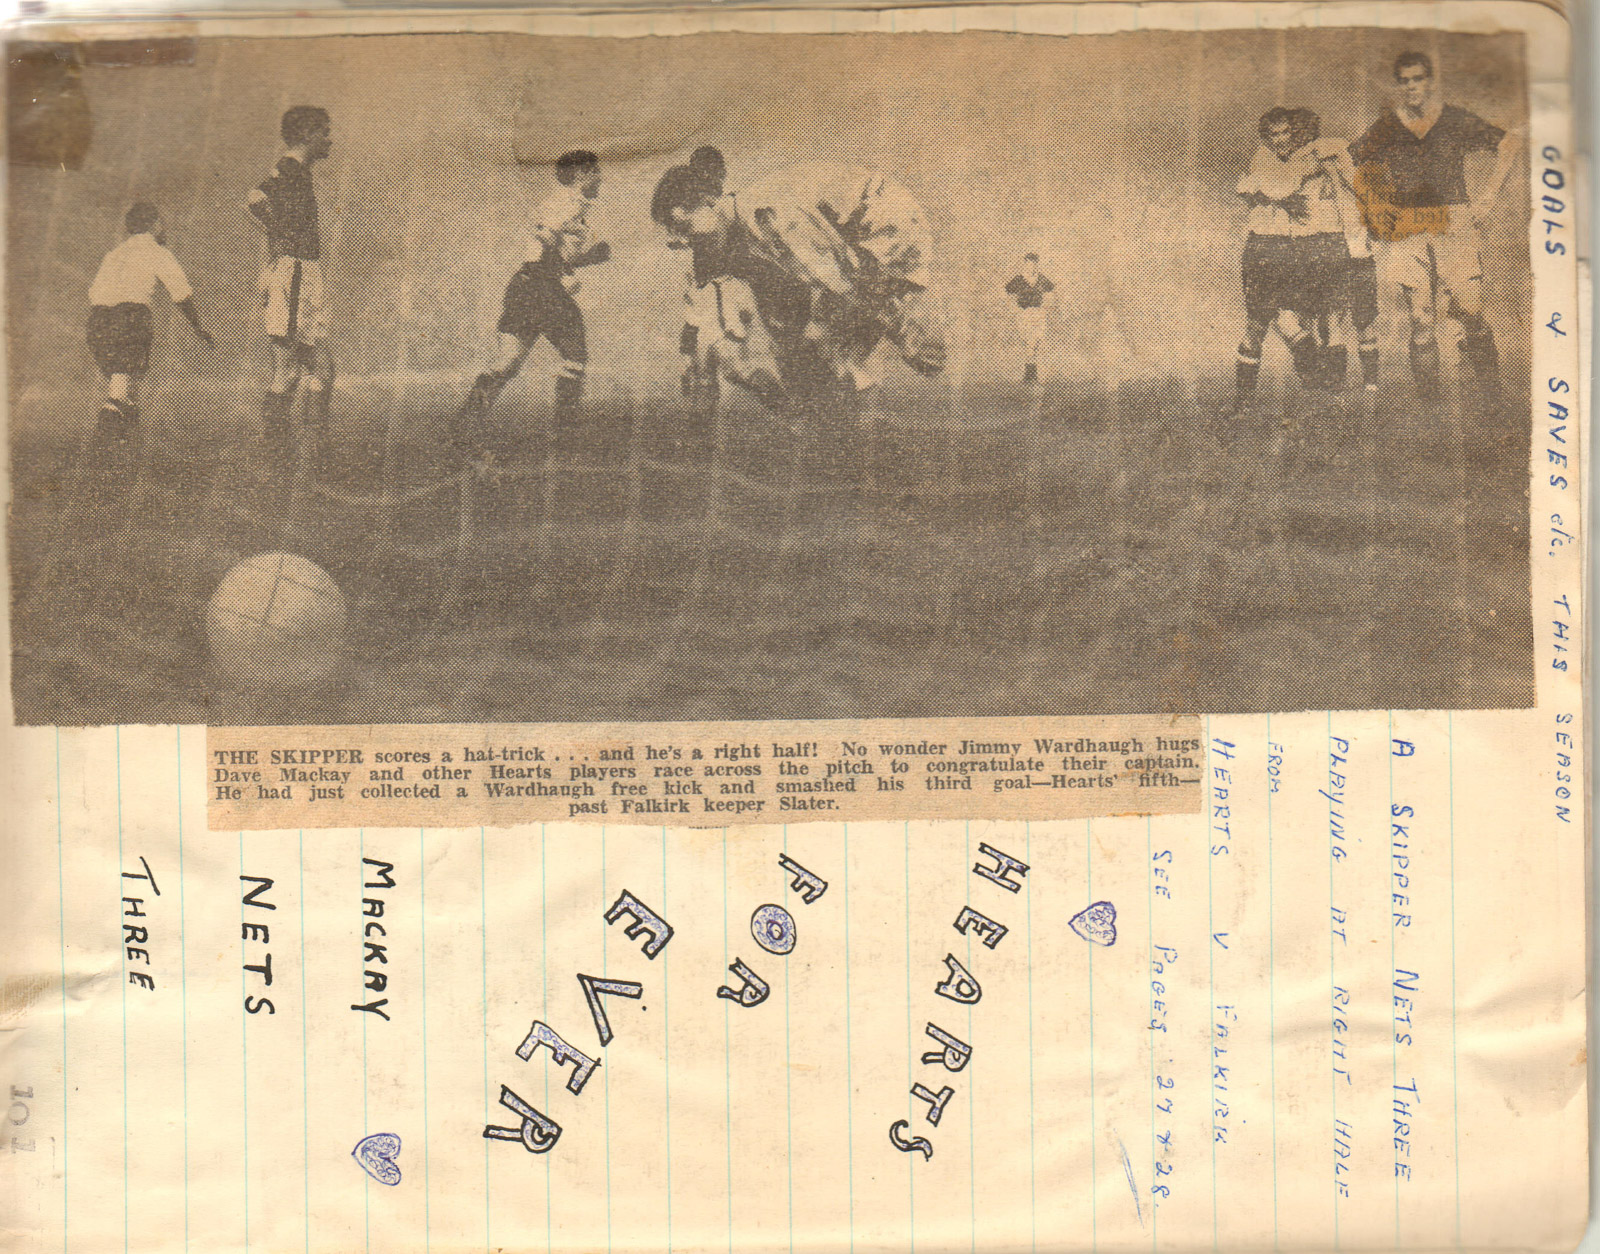 GOALS & SAVES etc. THIS SEASON
A SKIPPER NETS THREE
PLAYING AT RIGHT HALF
FROM
HEARTS V FALKIRK
SEE PAGES 27 & 28.
THE SKIPPER scores a hat-trick . . . and he's a right half! No wonder Jimmy Wardhaugh hugs
Dave Mackay and other Hearts players race across the pitch to congratulate their captain.
He had just collected a Wardhaugh free kick and smashed his third goal—Hearts' fifth—
past Falkirk keeper Slater.
HEARTS
FOR
EVER
MACKAY
NETS
THREE
101